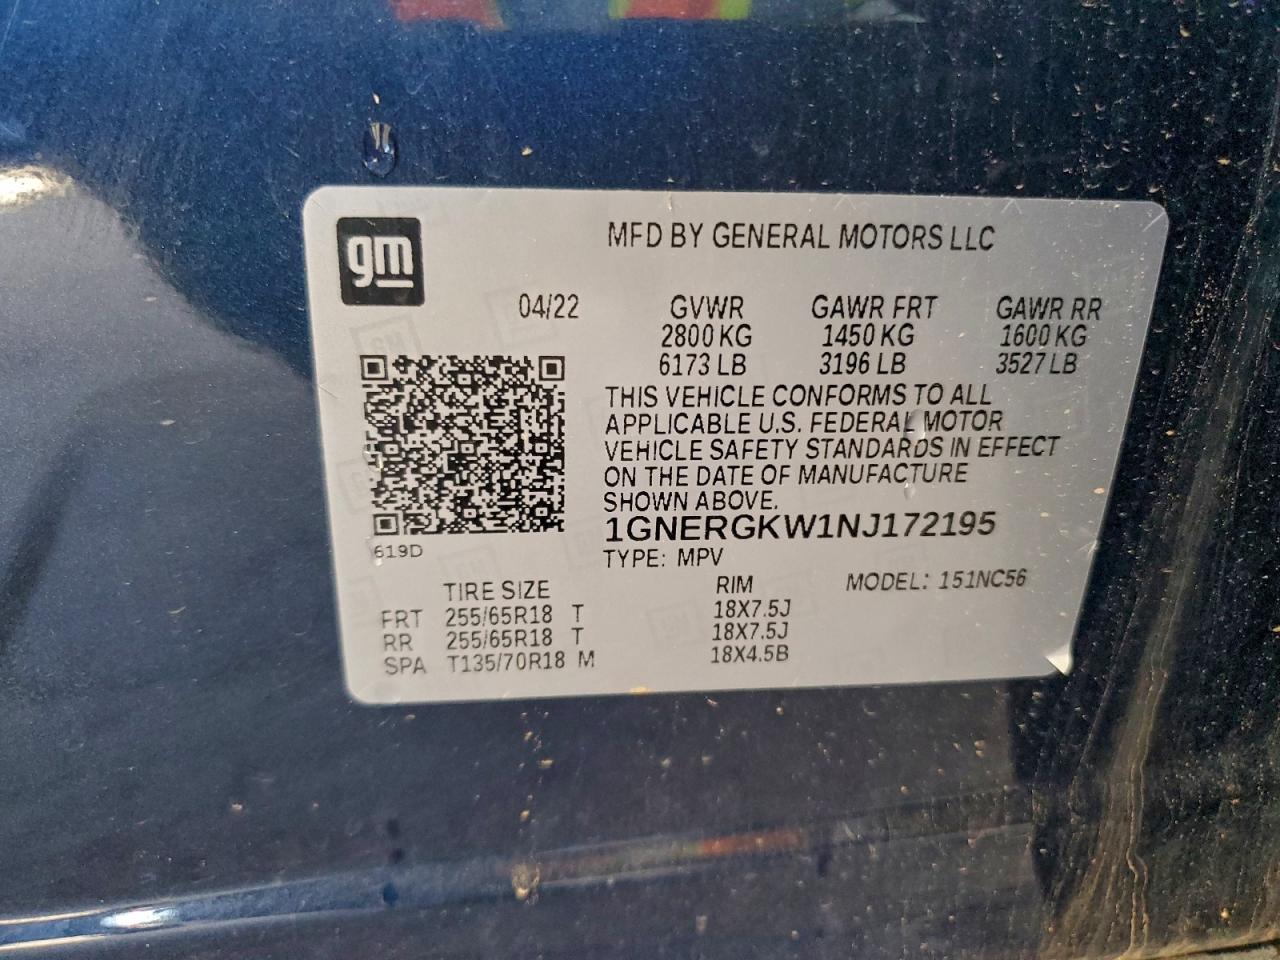 gm
MFD BY GENERAL MOTORS LLC
04/22 GVWR GAWR FRT GAWR RR
2800 KG 1450 KG 1600 KG
6173 LB 3196 LB 3527 LB
THIS VEHICLE CONFORMS TO ALL
APPLICABLE U.S. FEDERAL MOTOR
VEHICLE SAFETY STANDARDS IN EFFECT
ON THE DATE OF MANUFACTURE
SHOWN ABOVE.
1GNERGKW1NJ172195
619D
TYPE: MPV
TIRE SIZE RIM MODEL: 151NC56
FRT 255/65R18 T 18X7.5J
RR 255/65R18 T 18X7.5J
SPA T135/70R18 M 18X4.5B